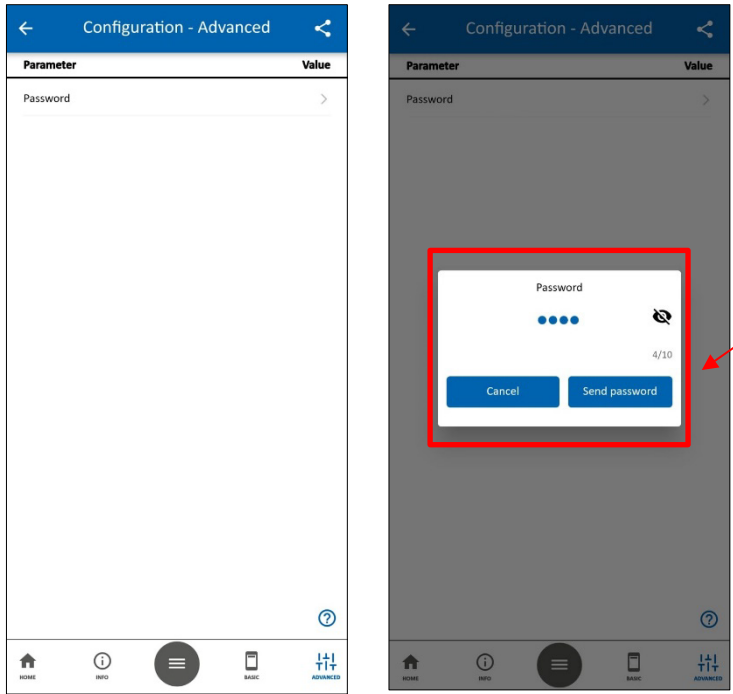 Configuration - Advanced
Parameter Value
Password
HOME INFO BASIC ADVANCED
Configuration - Advanced
Parameter Value
Password
Password
4/10
Cancel Send password
HOME INFO BASIC ADVANCED